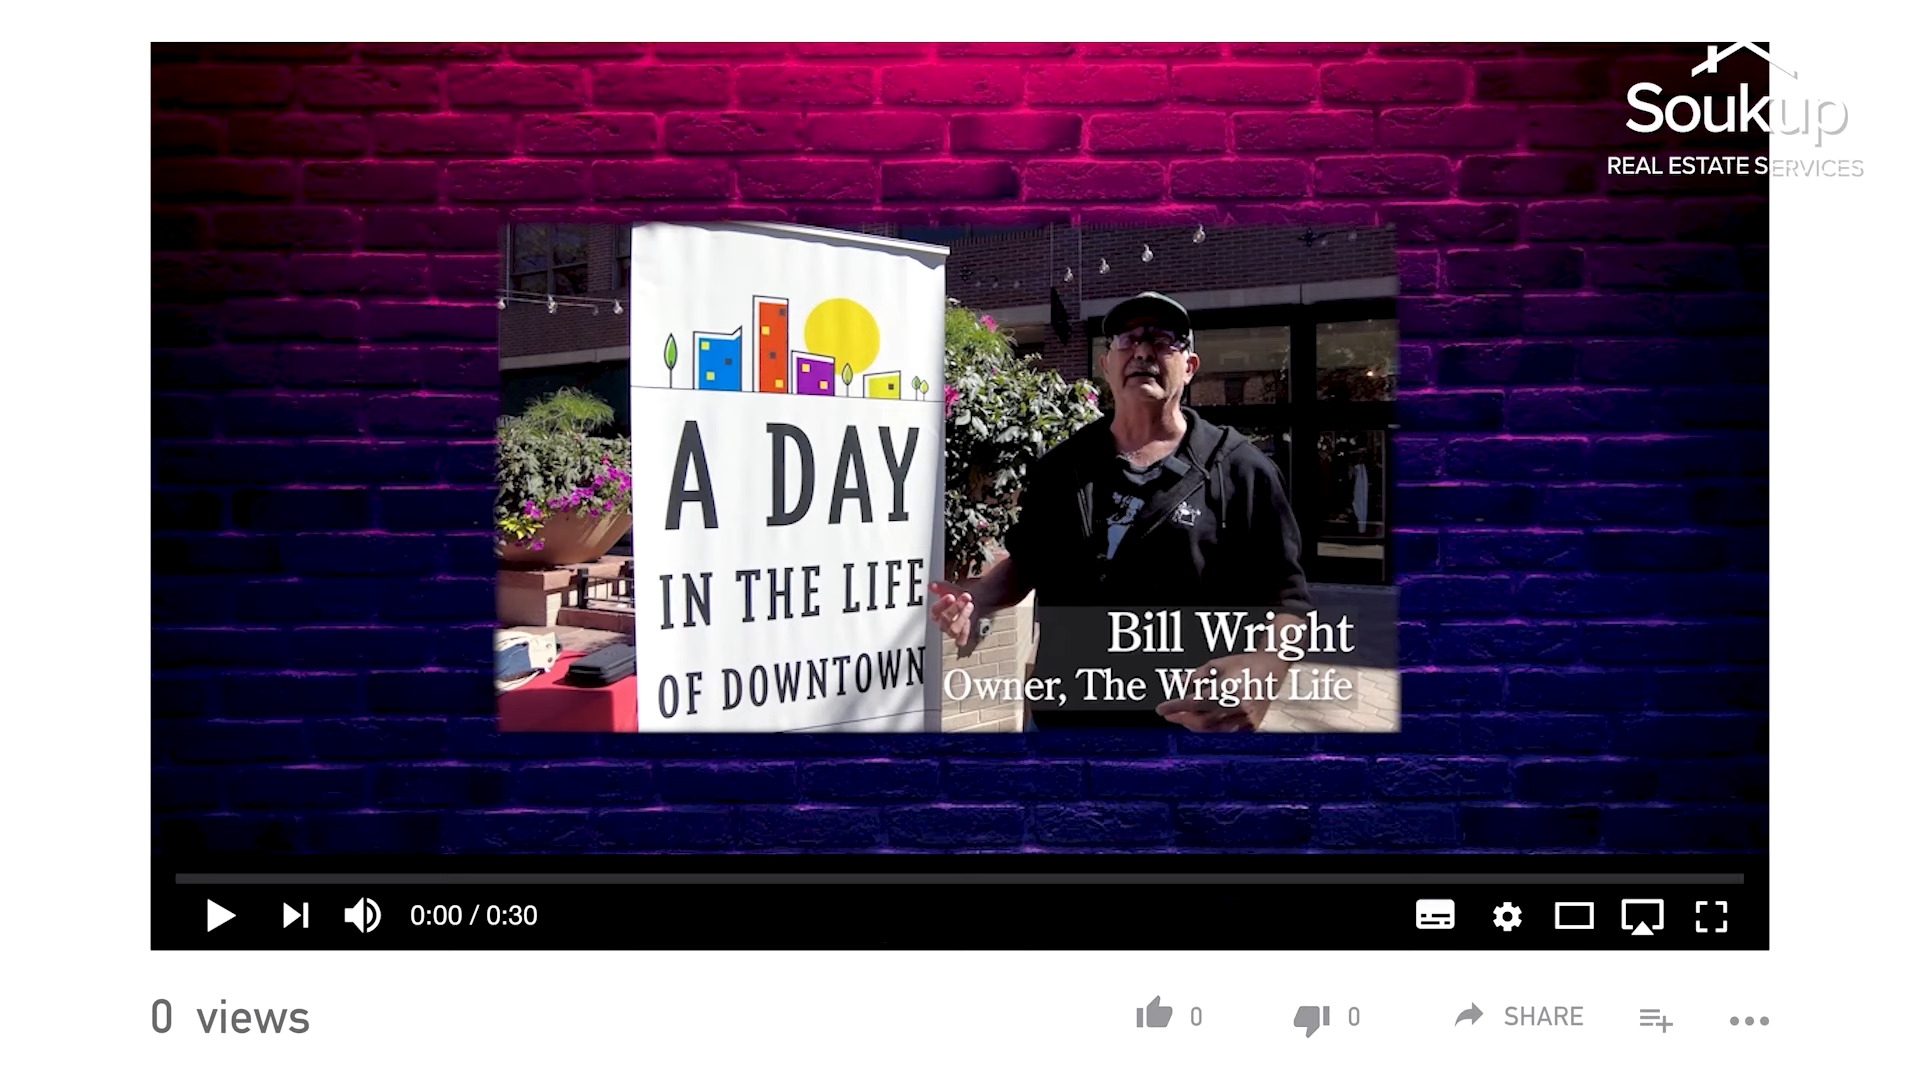 Soukup
REAL ESTATE SERVICES
A DAY
IN THE LIFE
OF DOWNTOWN
Bill Wright
Owner, The Wright Life
0:00 / 0:30
0 views
0
0
SHARE